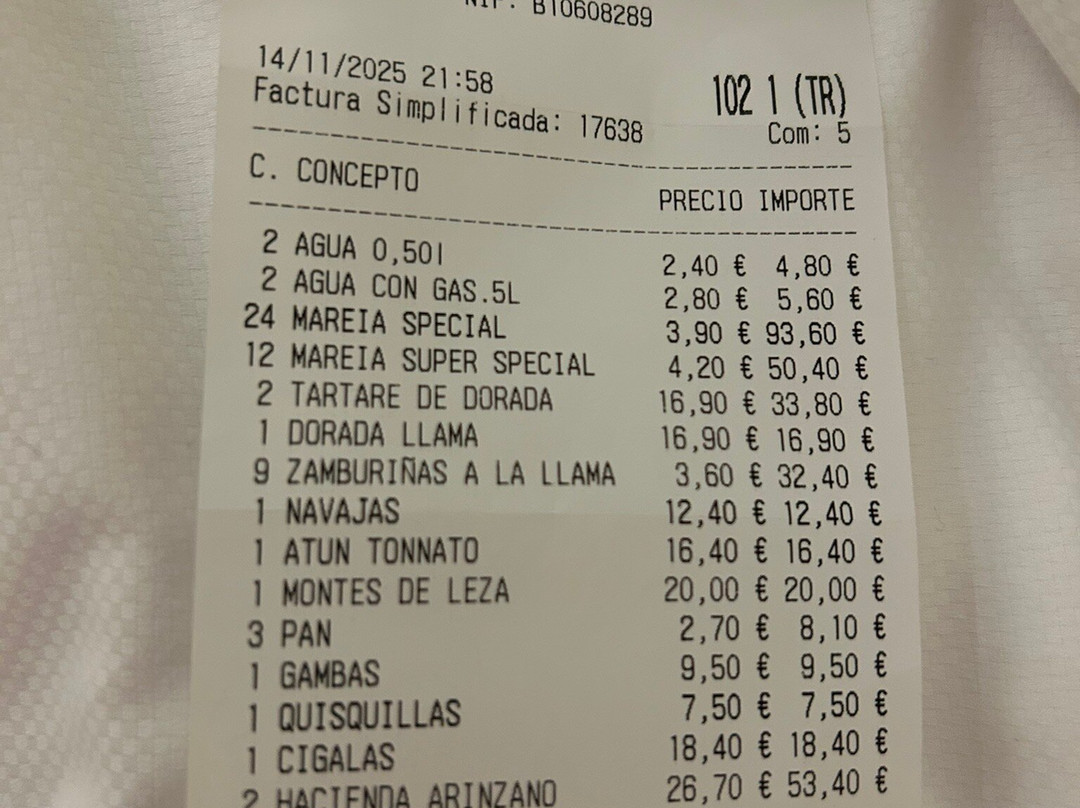 NIF: B10608289
14/11/2025 21:58
102 1 (TR)
Factura Simplificada: 17638
Com: 5
C. CONCEPTO PRECIO IMPORTE
2 AGUA 0,50l 2,40 € 4,80 €
2 AGUA CON GAS.5L 2,80 € 5,60 €
24 MAREIA SPECIAL 3,90 € 93,60 €
12 MAREIA SUPER SPECIAL 4,20 € 50,40 €
2 TARTARE DE DORADA 16,90 € 33,80 €
1 DORADA LLAMA 16,90 € 16,90 €
9 ZAMBURIÑAS A LA LLAMA 3,60 € 32,40 €
1 NAVAJAS 12,40 € 12,40 €
1 ATUN TONNATO 16,40 € 16,40 €
1 MONTES DE LEZA 20,00 € 20,00 €
3 PAN 2,70 € 8,10 €
1 GAMBAS 9,50 € 9,50 €
1 QUISQUILLAS 7,50 € 7,50 €
1 CIGALAS 18,40 € 18,40 €
2 HACIENDA ARINZANO 26,70 € 53,40 €